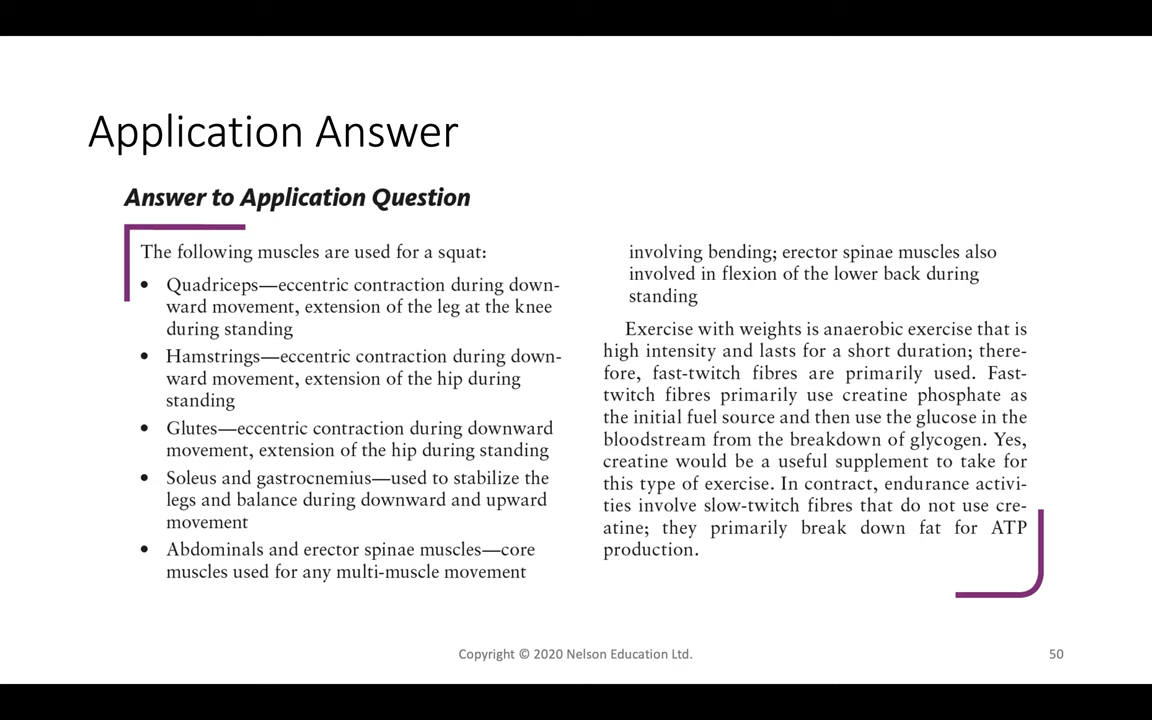 Application Answer
Answer to Application Question
The following muscles are used for a squat:
• Quadriceps—eccentric contraction during down-
ward movement, extension of the leg at the knee
during standing
• Hamstrings—eccentric contraction during down-
ward movement, extension of the hip during
standing
• Glutes—eccentric contraction during downward
movement, extension of the hip during standing
• Soleus and gastrocnemius—used to stabilize the
legs and balance during downward and upward
movement
• Abdominals and erector spinae muscles—core
muscles used for any multi-muscle movement
involving bending; erector spinae muscles also
involved in flexion of the lower back during
standing
Exercise with weights is anaerobic exercise that is
high intensity and lasts for a short duration; there-
fore, fast-twitch fibres are primarily used. Fast-
twitch fibres primarily use creatine phosphate as
the initial fuel source and then use the glucose in the
bloodstream from the breakdown of glycogen. Yes,
creatine would be a useful supplement to take for
this type of exercise. In contract, endurance activi-
ties involve slow-twitch fibres that do not use cre-
atine; they primarily break down fat for ATP
production.
Copyright © 2020 Nelson Education Ltd.
50